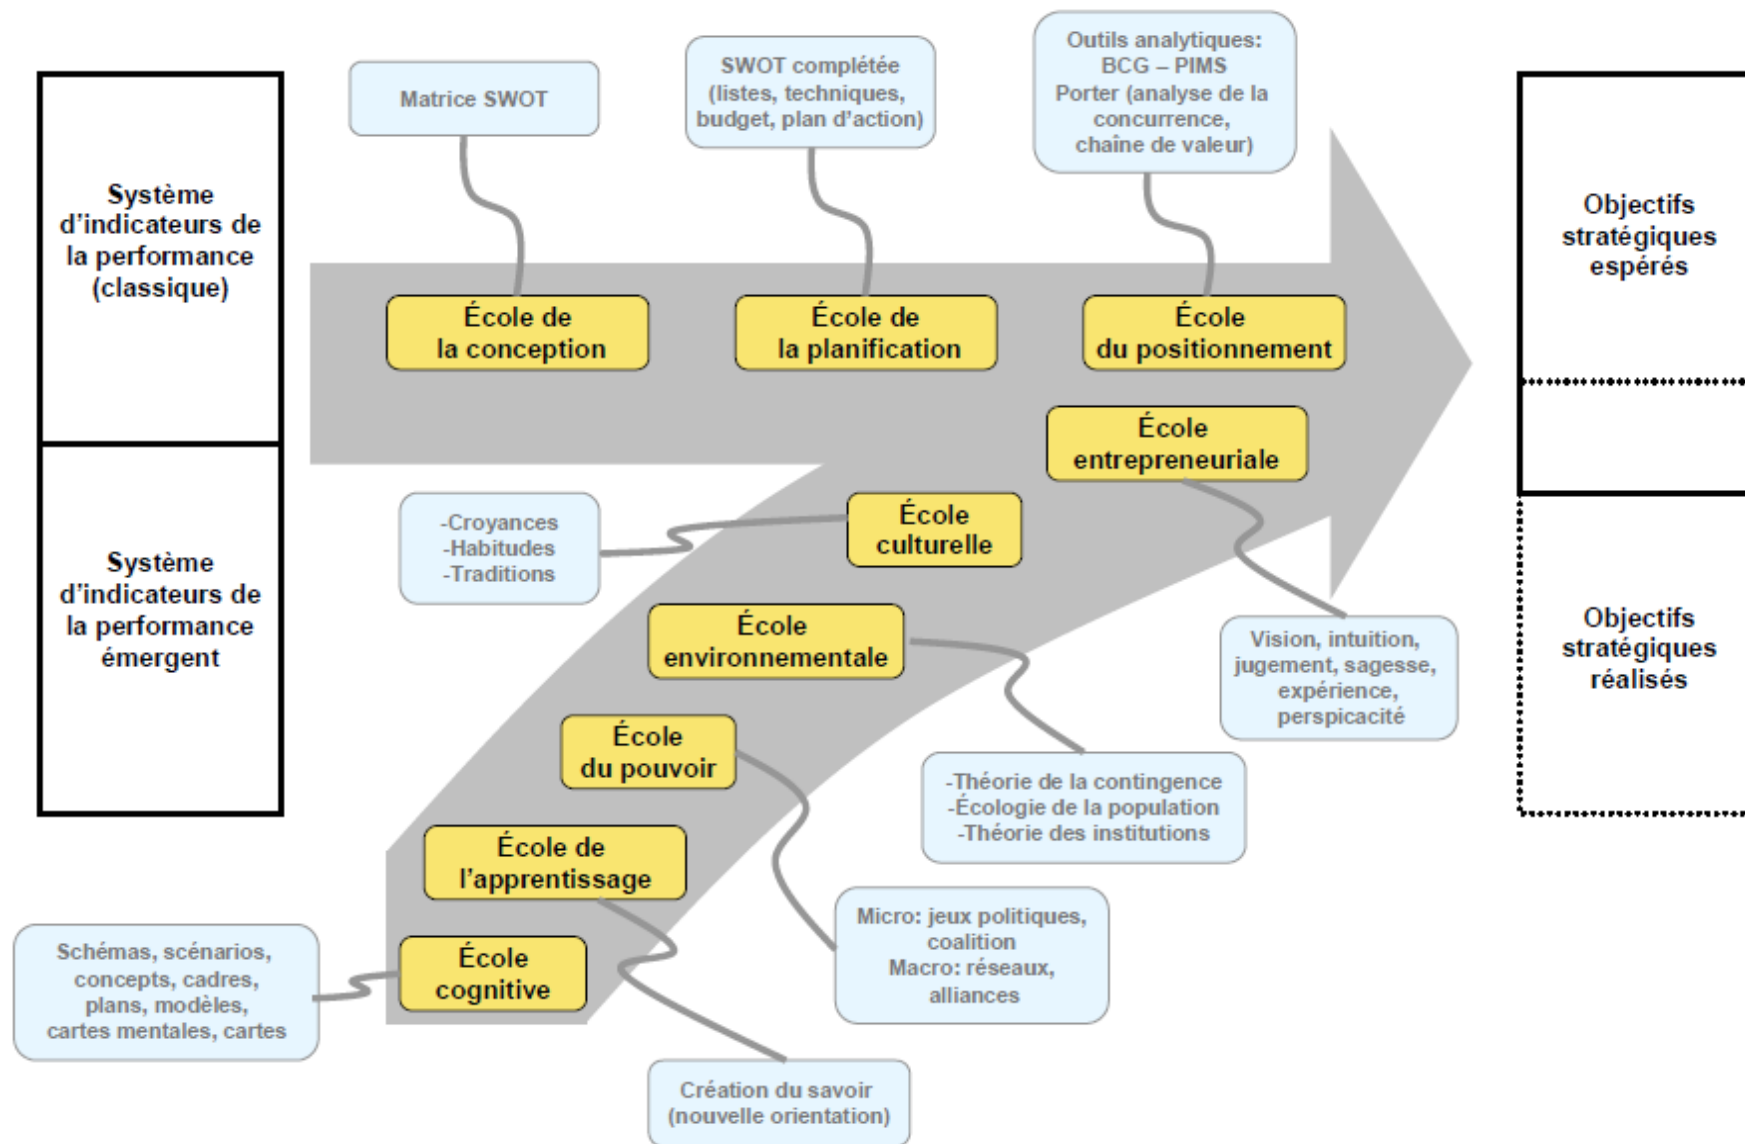 Système
d'indicateurs de
la performance
(classique)
Système
d'indicateurs de
la performance
émergent
Matrice SWOT
SWOT complétée
(listes, techniques,
budget, plan d'action)
Outils analytiques:
BCG – PIMS
Porter (analyse de la
concurrence,
chaîne de valeur)
École de
la conception
École de
la planification
École
du positionnement
École
entrepreneuriale
-Croyances
-Habitudes
-Traditions
École
culturelle
École
environnementale
Vision, intuition,
jugement, sagesse,
expérience,
perspicacité
École
du pouvoir
-Théorie de la contingence
-Écologie de la population
-Théorie des institutions
École de
l'apprentissage
Micro: jeux politiques,
coalition
Macro: réseaux,
alliances
Schémas, scénarios,
concepts, cadres,
plans, modèles,
cartes mentales, cartes
École
cognitive
Création du savoir
(nouvelle orientation)
Objectifs
stratégiques
espérés
Objectifs
stratégiques
réalisés